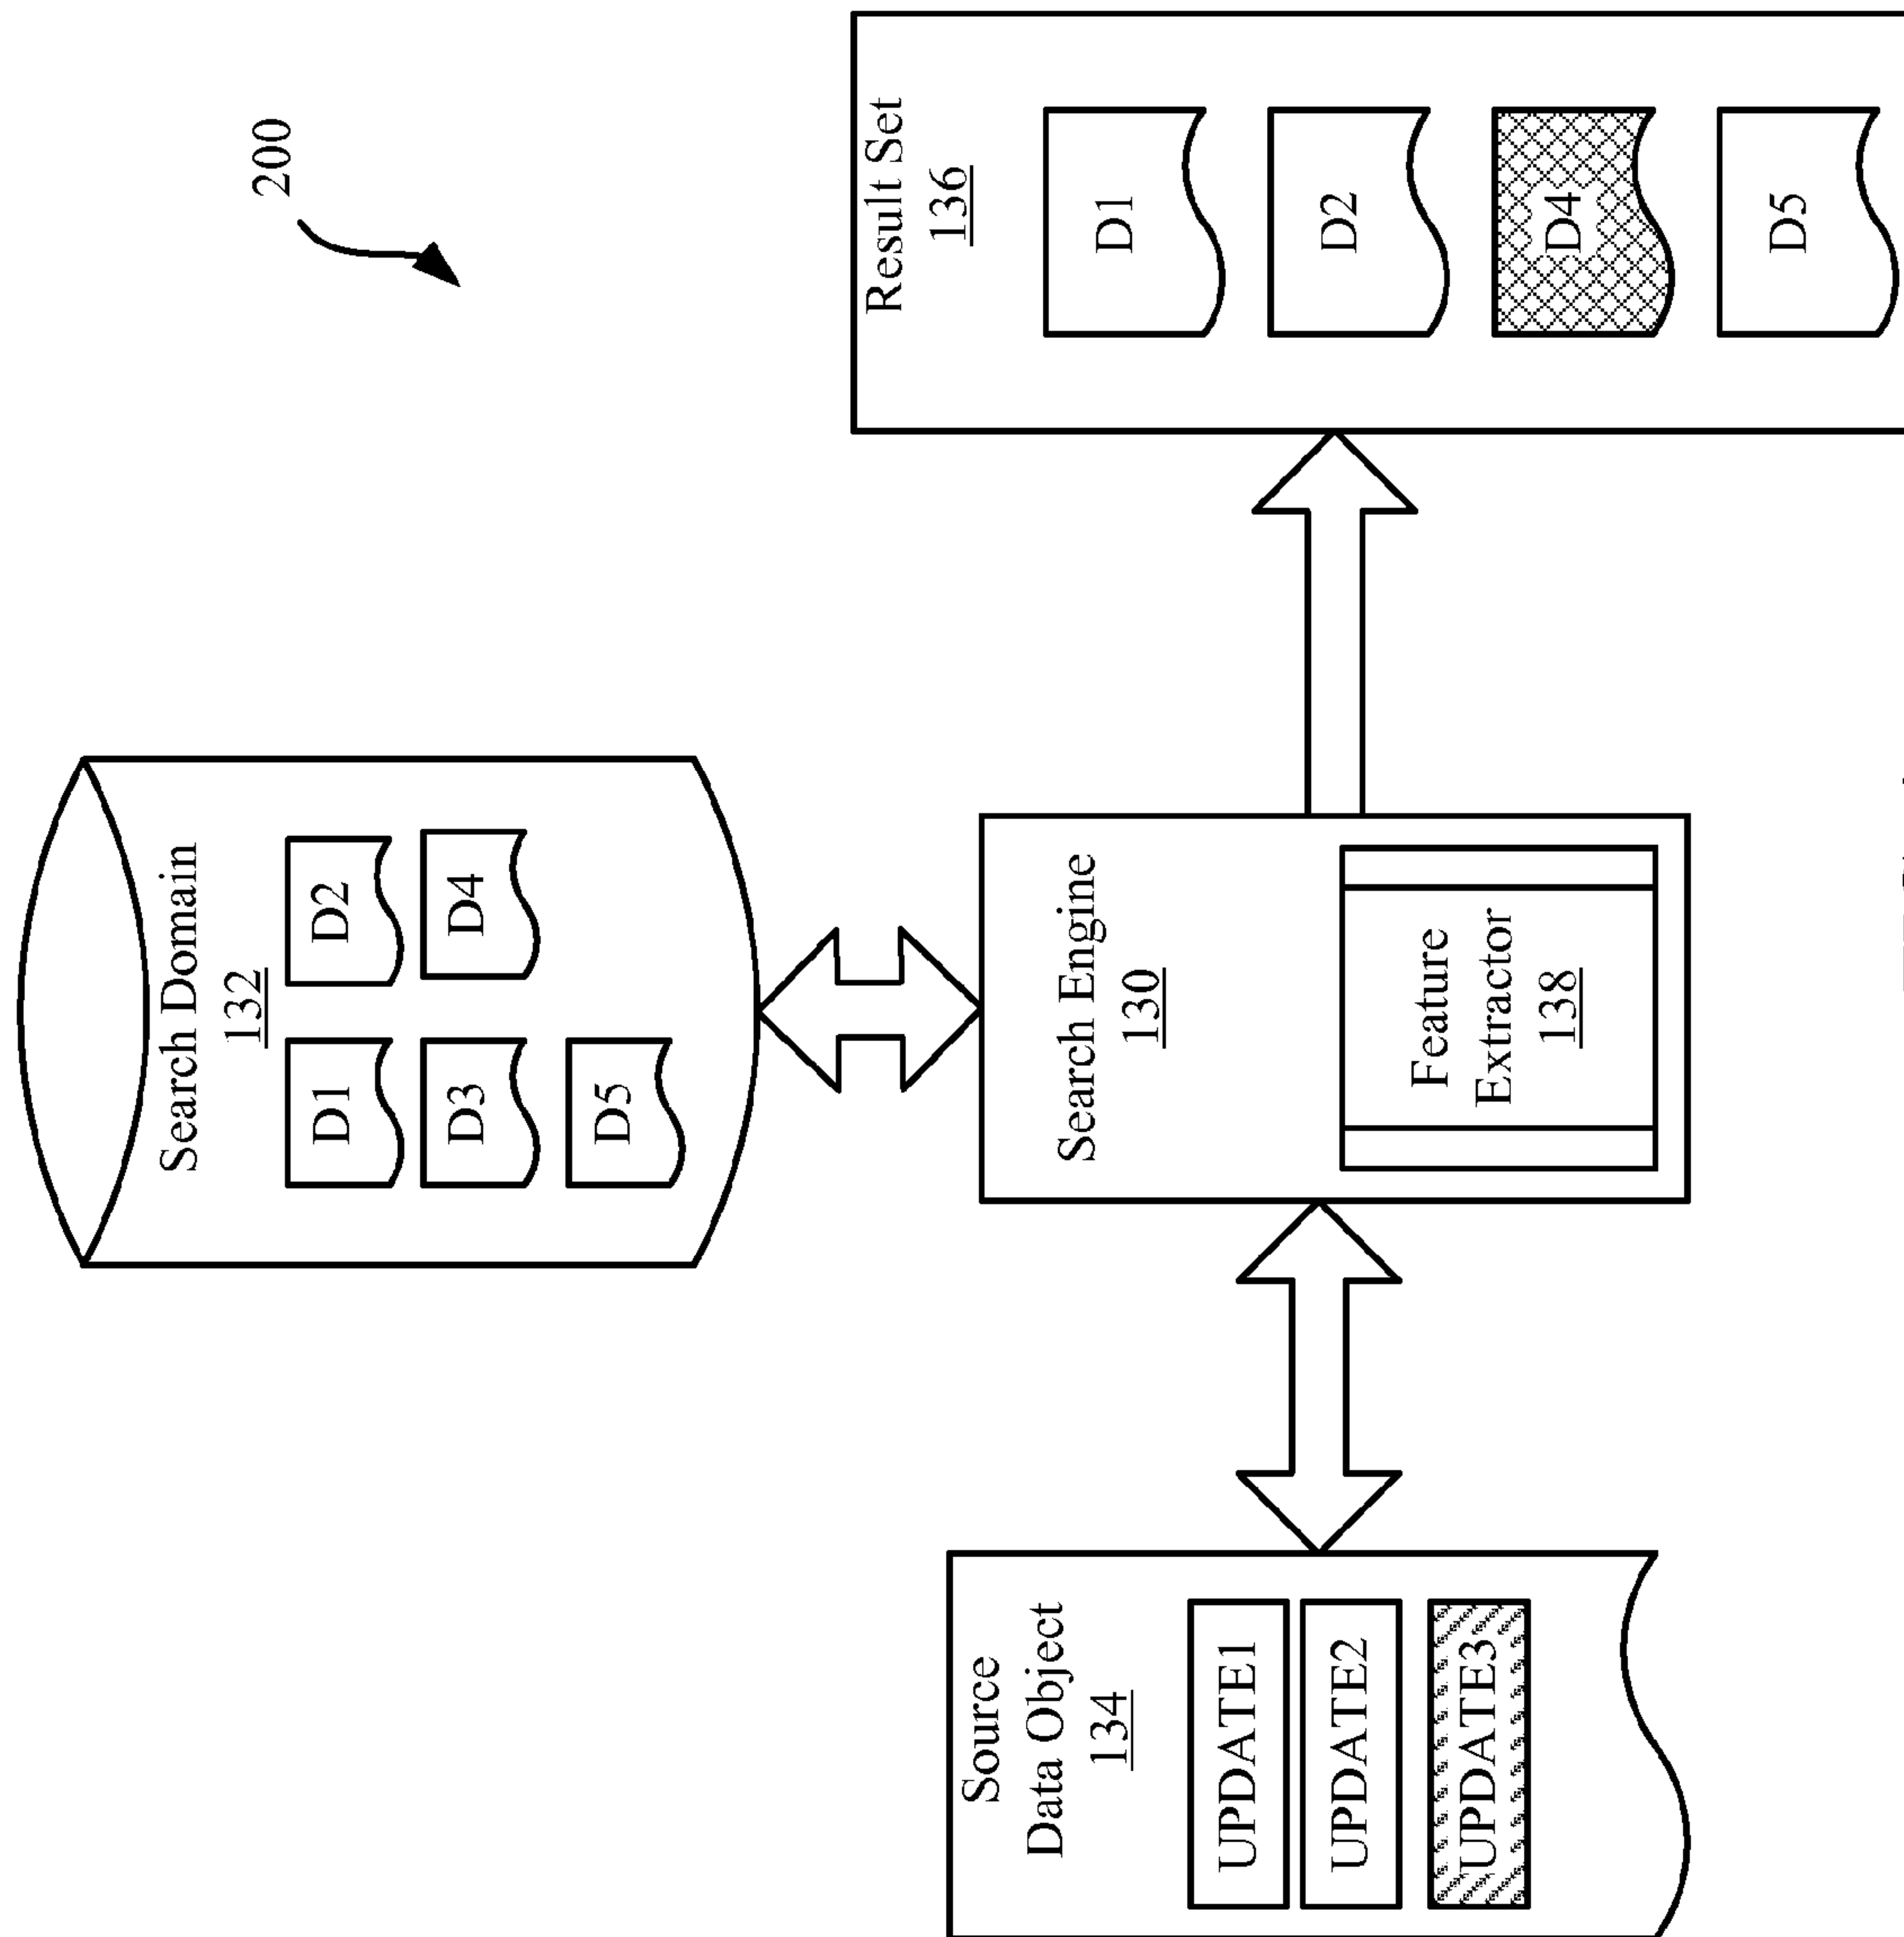 200
Search Domain
132
D1
D2
D3
D4
D5
Source
Data Object
134
UPDATE1
UPDATE2
UPDATE3
Search Engine
130
Feature
Extractor
138
Result Set
136
D1
D2
D4
D5